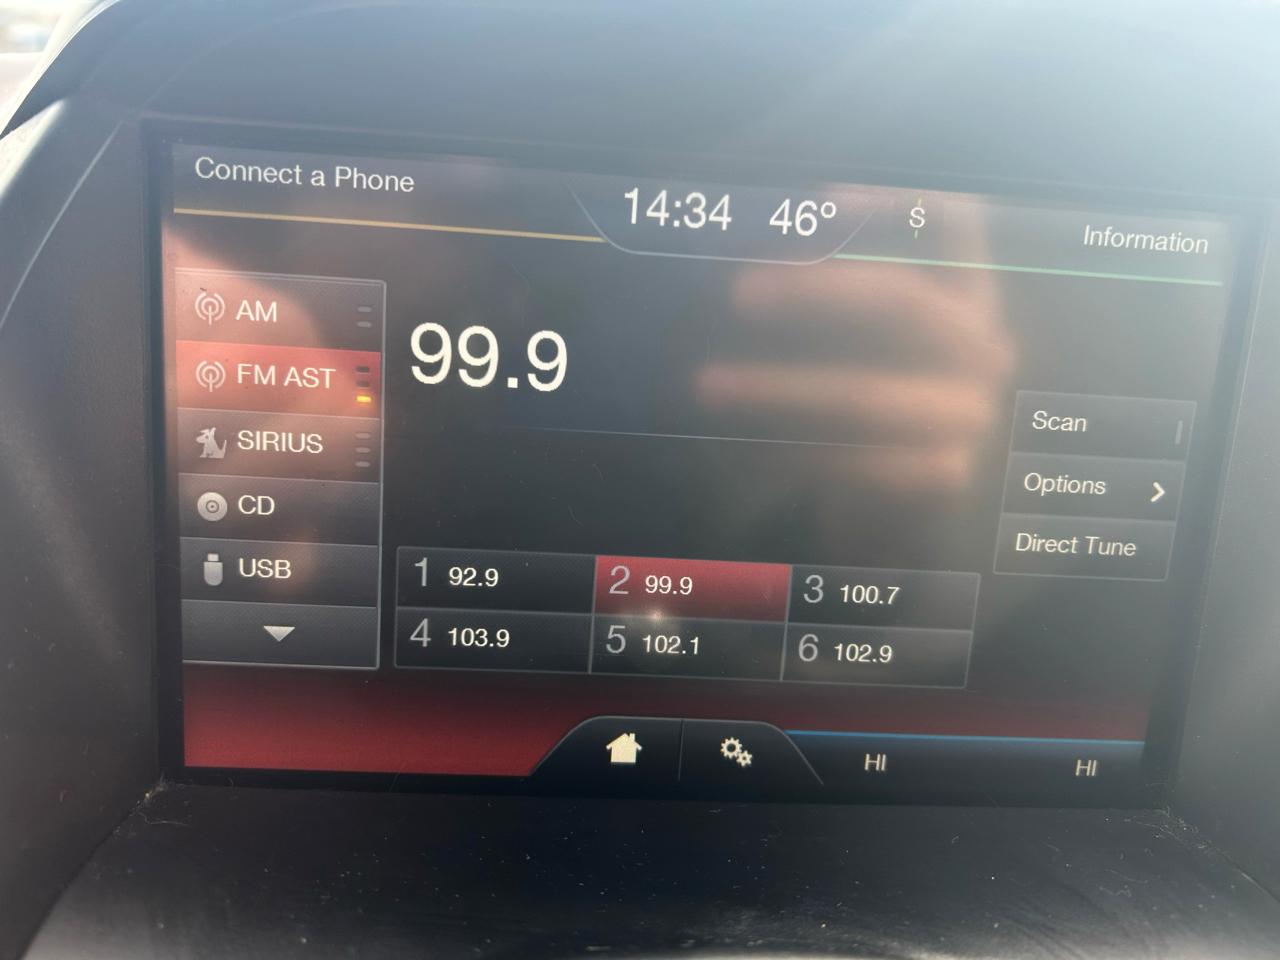 Connect a Phone
14:34 46° S
Information
AM
FM AST
SIRIUS
CD
USB
99.9
Scan
Options
Direct Tune
1 92.9 2 99.9 3 100.7
4 103.9 5 102.1 6 102.9
HI HI